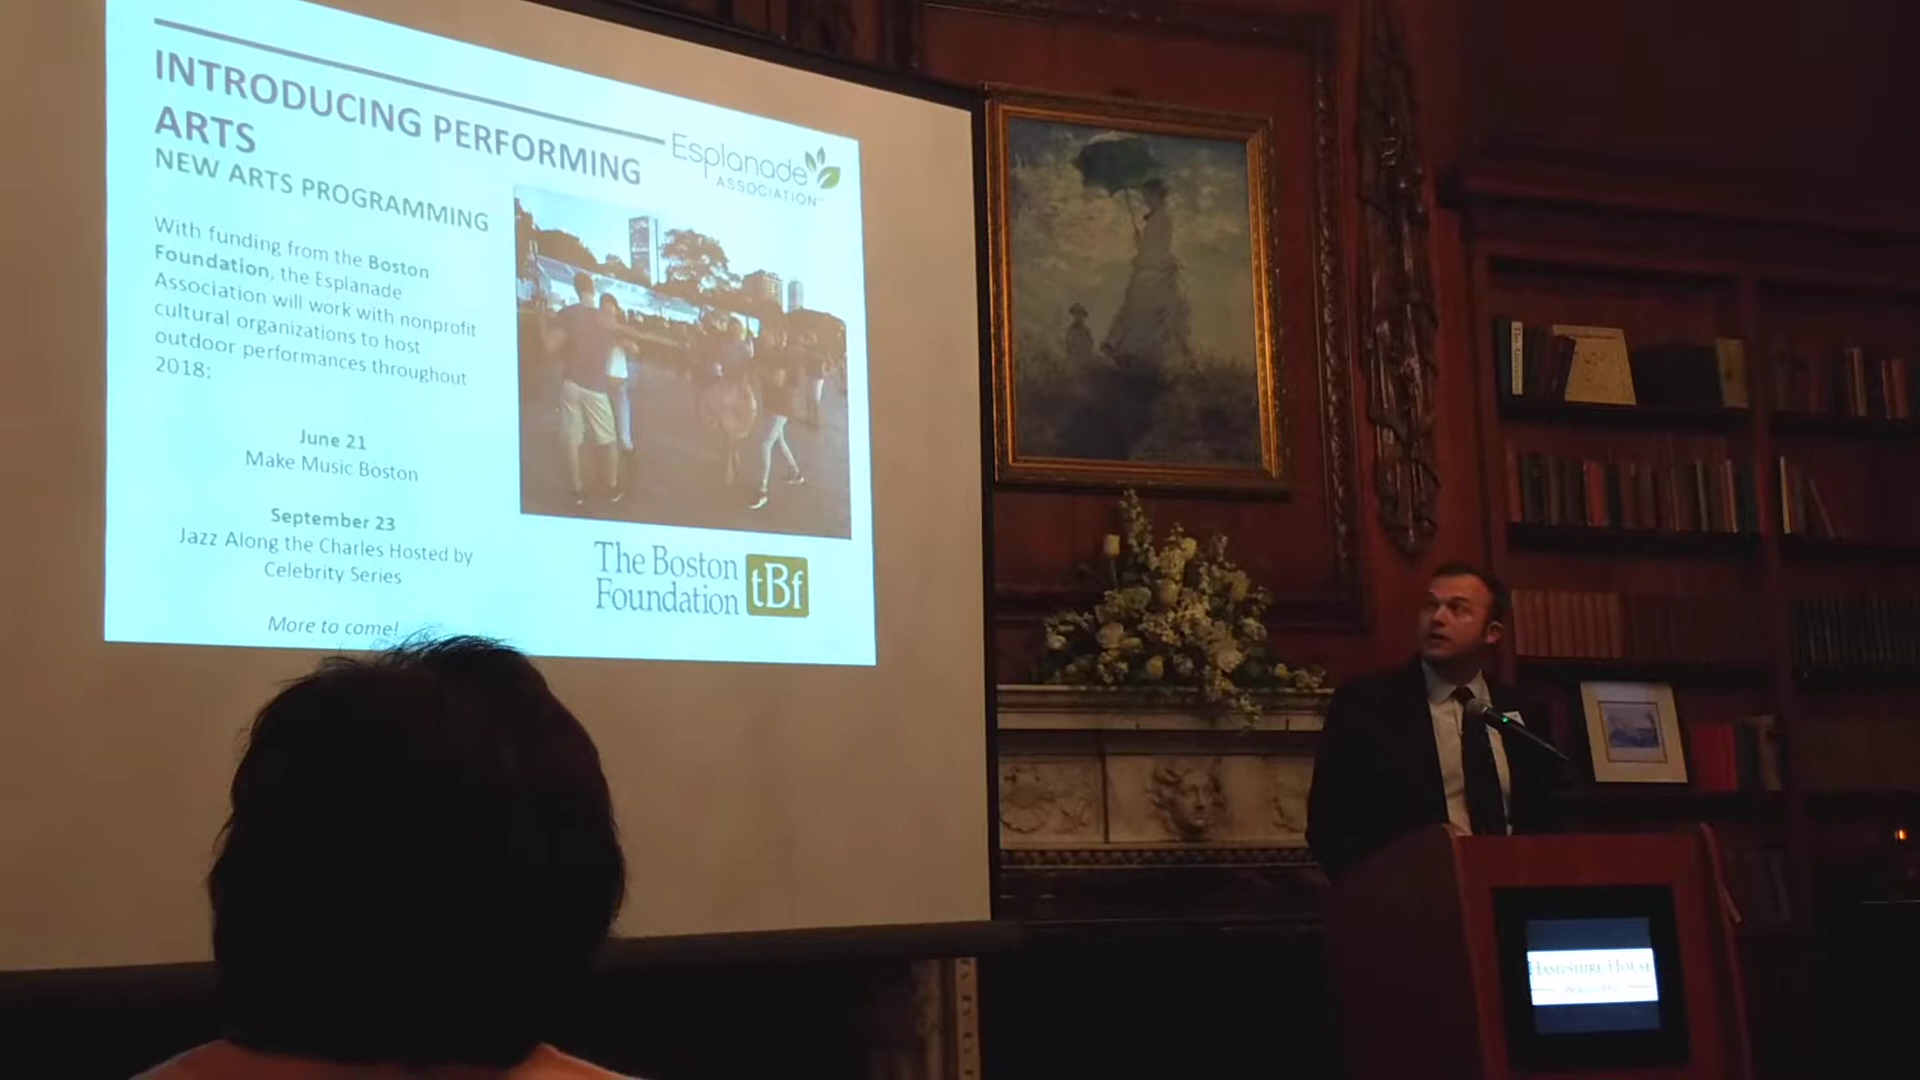 INTRODUCING PERFORMING
ARTS
NEW ARTS PROGRAMMING
Esplanade
ASSOCIATION
With funding from the Boston
Foundation, the Esplanade
Association will work with nonprofit
cultural organizations to host
outdoor performances throughout
2018:
June 21
Make Music Boston
September 23
Jazz Along the Charles Hosted by
Celebrity Series
More to come!
The Boston
Foundation
tBf
HAMPSHIRE HOUSE